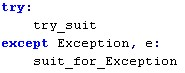 try:
    try_suit
except Exception, e:
    suit_for_Exception